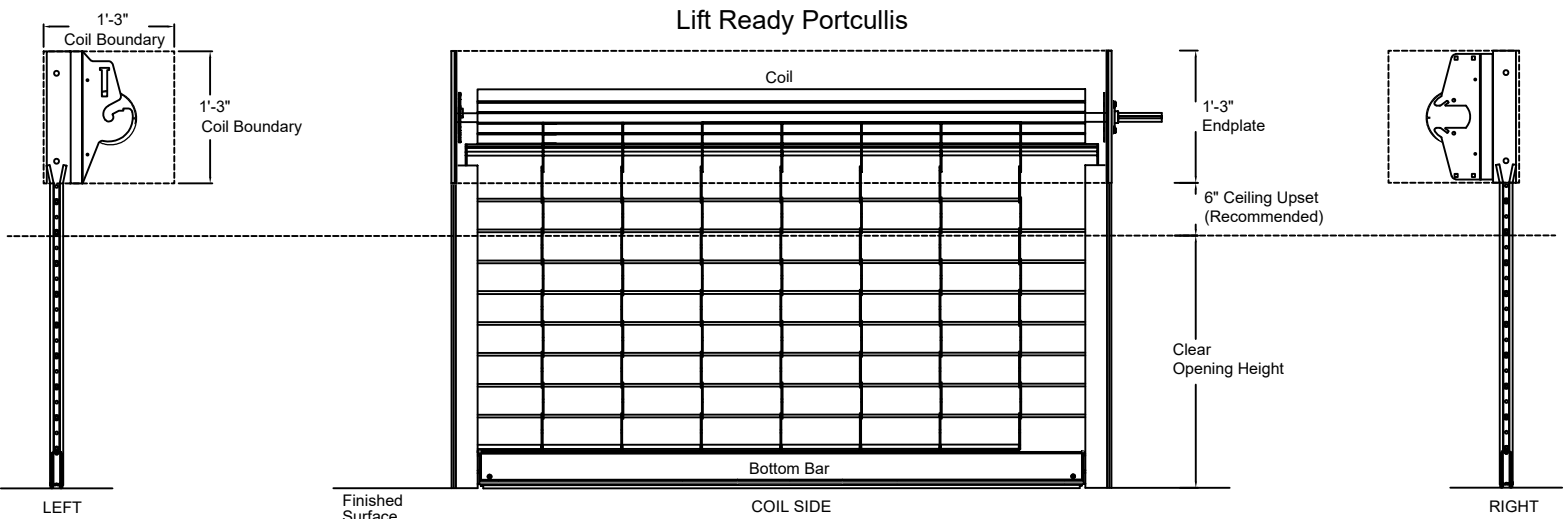 Lift Ready Portcullis
1'-3"
Coil Boundary
1'-3"
Coil Boundary
Coil
1'-3"
Endplate
6" Ceiling Upset
(Recommended)
Clear
Opening Height
Bottom Bar
LEFT
Finished
Surface
COIL SIDE
RIGHT